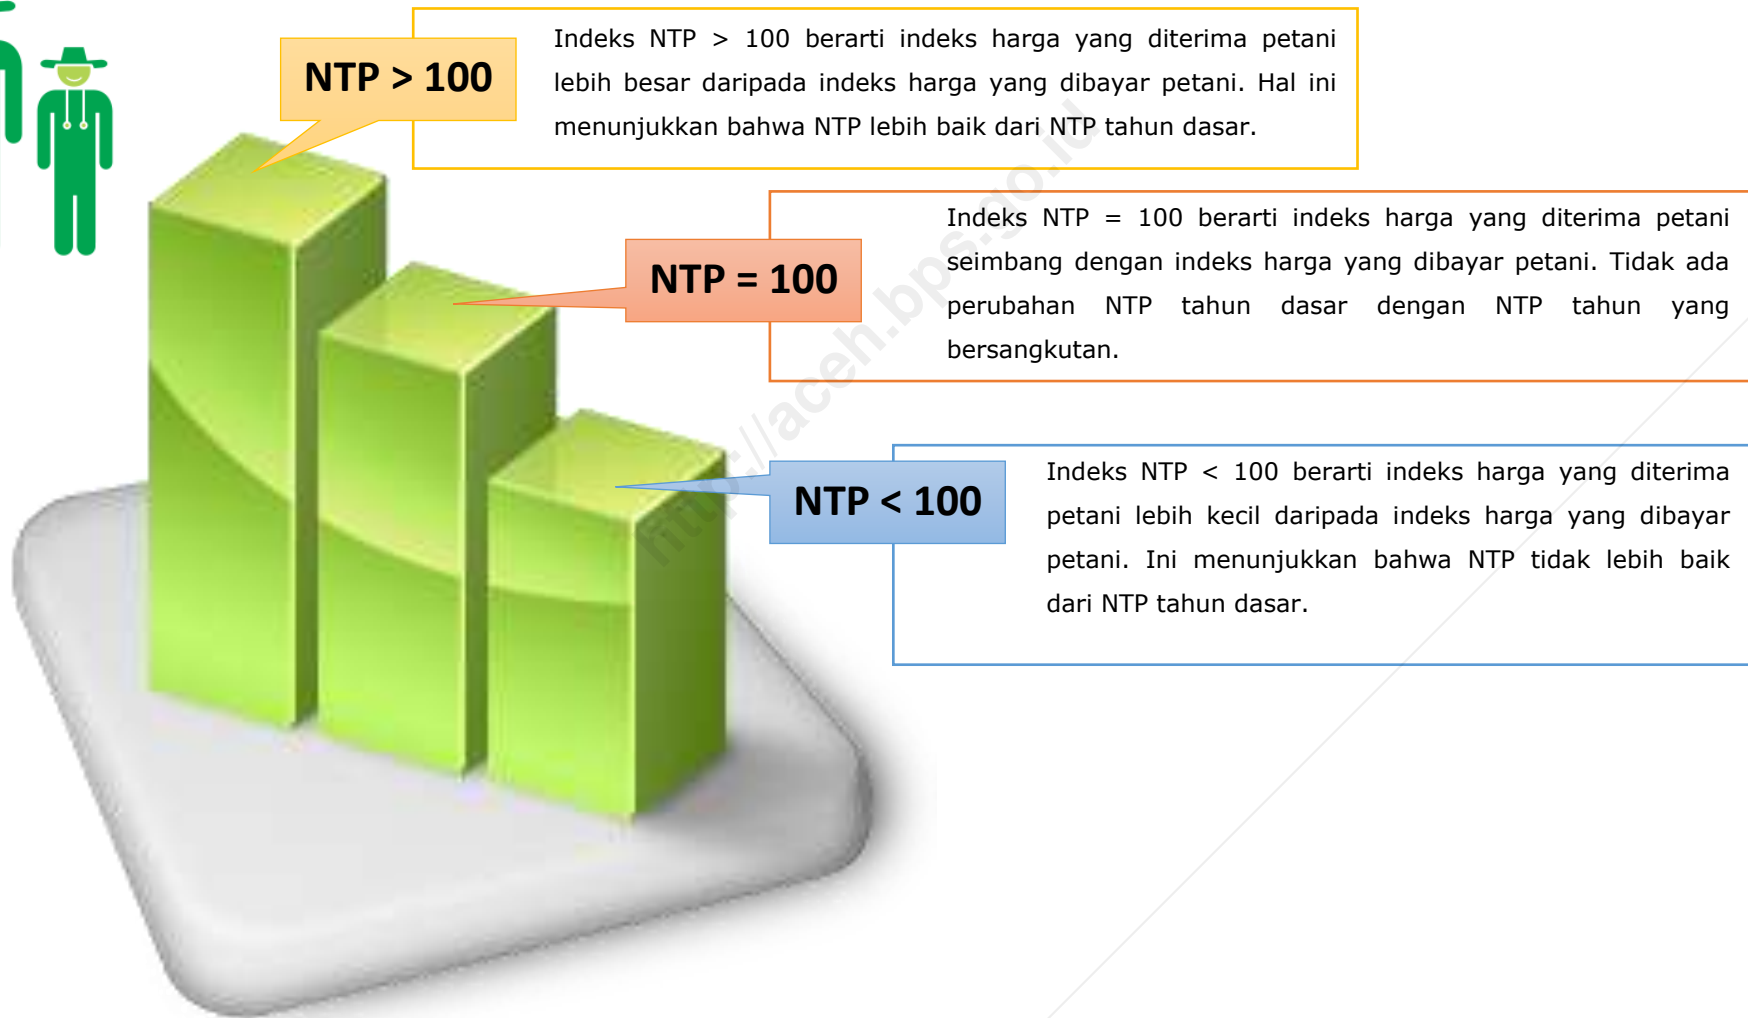 NTP > 100
Indeks NTP > 100 berarti indeks harga yang diterima petani
lebih besar daripada indeks harga yang dibayar petani. Hal ini
menunjukkan bahwa NTP lebih baik dari NTP tahun dasar.
NTP = 100
Indeks NTP = 100 berarti indeks harga yang diterima petani
seimbang dengan indeks harga yang dibayar petani. Tidak ada
perubahan NTP tahun dasar dengan NTP tahun yang
bersangkutan.
NTP < 100
Indeks NTP < 100 berarti indeks harga yang diterima
petani lebih kecil daripada indeks harga yang dibayar
petani. Ini menunjukkan bahwa NTP tidak lebih baik
dari NTP tahun dasar.
http://aceh.bps.go.id